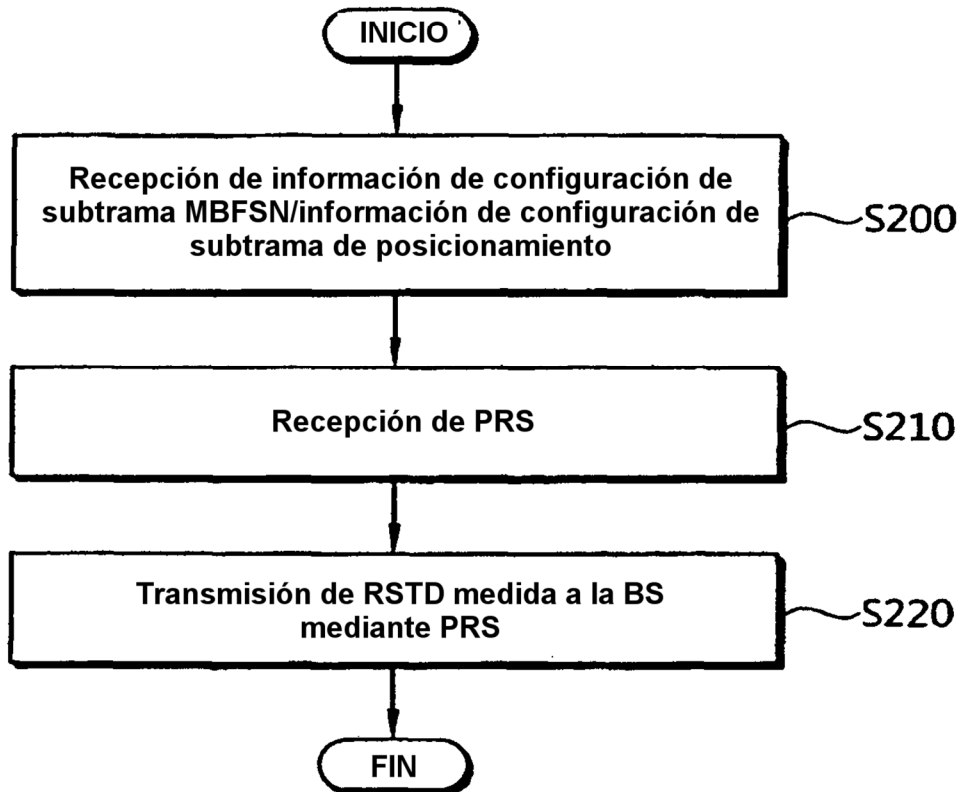 INICIO
Recepción de información de configuración de
subtrama MBFSN/información de configuración de
subtrama de posicionamiento
S200
Recepción de PRS
S210
Transmisión de RSTD medida a la BS
mediante PRS
S220
FIN